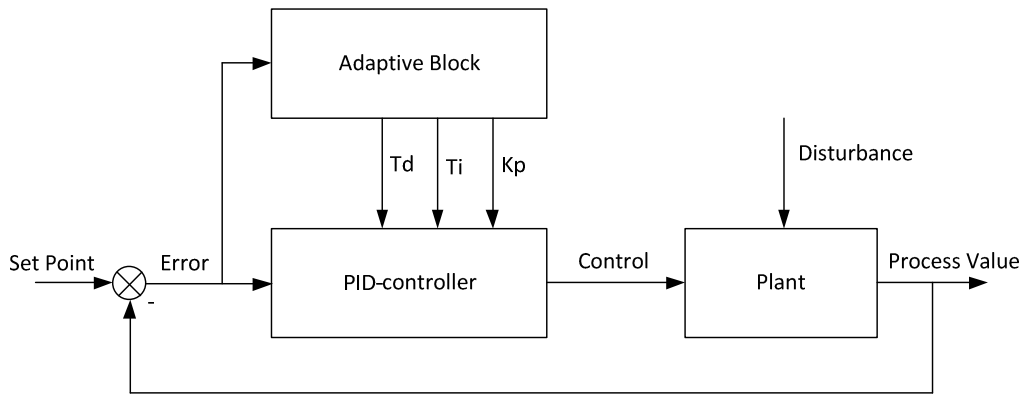 Adaptive Block
Td
Ti
Kp
Disturbance
Set Point
Error
-
PID-controller
Control
Plant
Process Value